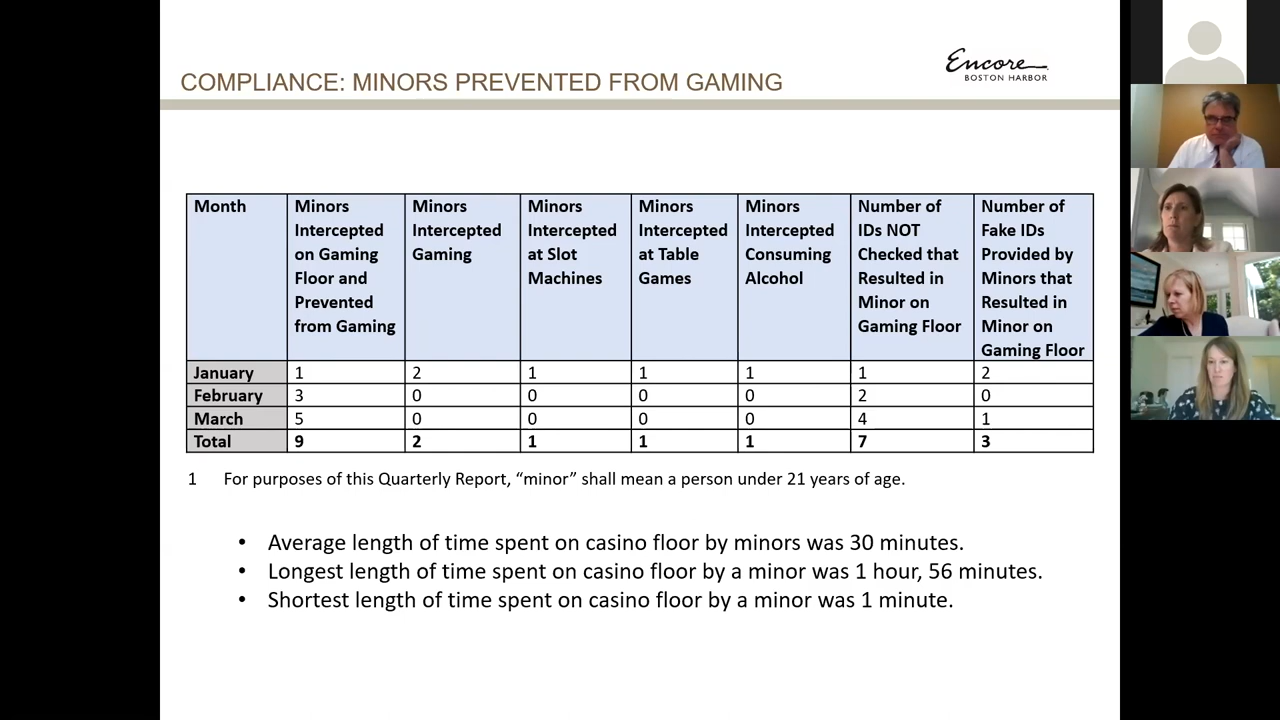 COMPLIANCE: MINORS PREVENTED FROM GAMING
Encore
BOSTON HARBOR
Month
Minors
Intercepted
on Gaming
Floor and
Prevented
from Gaming
Minors
Intercepted
Gaming
Minors
Intercepted
at Slot
Machines
Minors
Intercepted
at Table
Games
Minors
Intercepted
Consuming
Alcohol
Number of
IDs NOT
Checked that
Resulted in
Minor on
Gaming Floor
Number of
Fake IDs
Provided by
Minors that
Resulted in
Minor on
Gaming Floor
January 1 2 1 1 1 1 2
February 3 0 0 0 0 2 0
March 5 0 0 0 0 4 1
Total 9 2 1 1 1 7 3
1 For purposes of this Quarterly Report, “minor” shall mean a person under 21 years of age.
• Average length of time spent on casino floor by minors was 30 minutes.
• Longest length of time spent on casino floor by a minor was 1 hour, 56 minutes.
• Shortest length of time spent on casino floor by a minor was 1 minute.